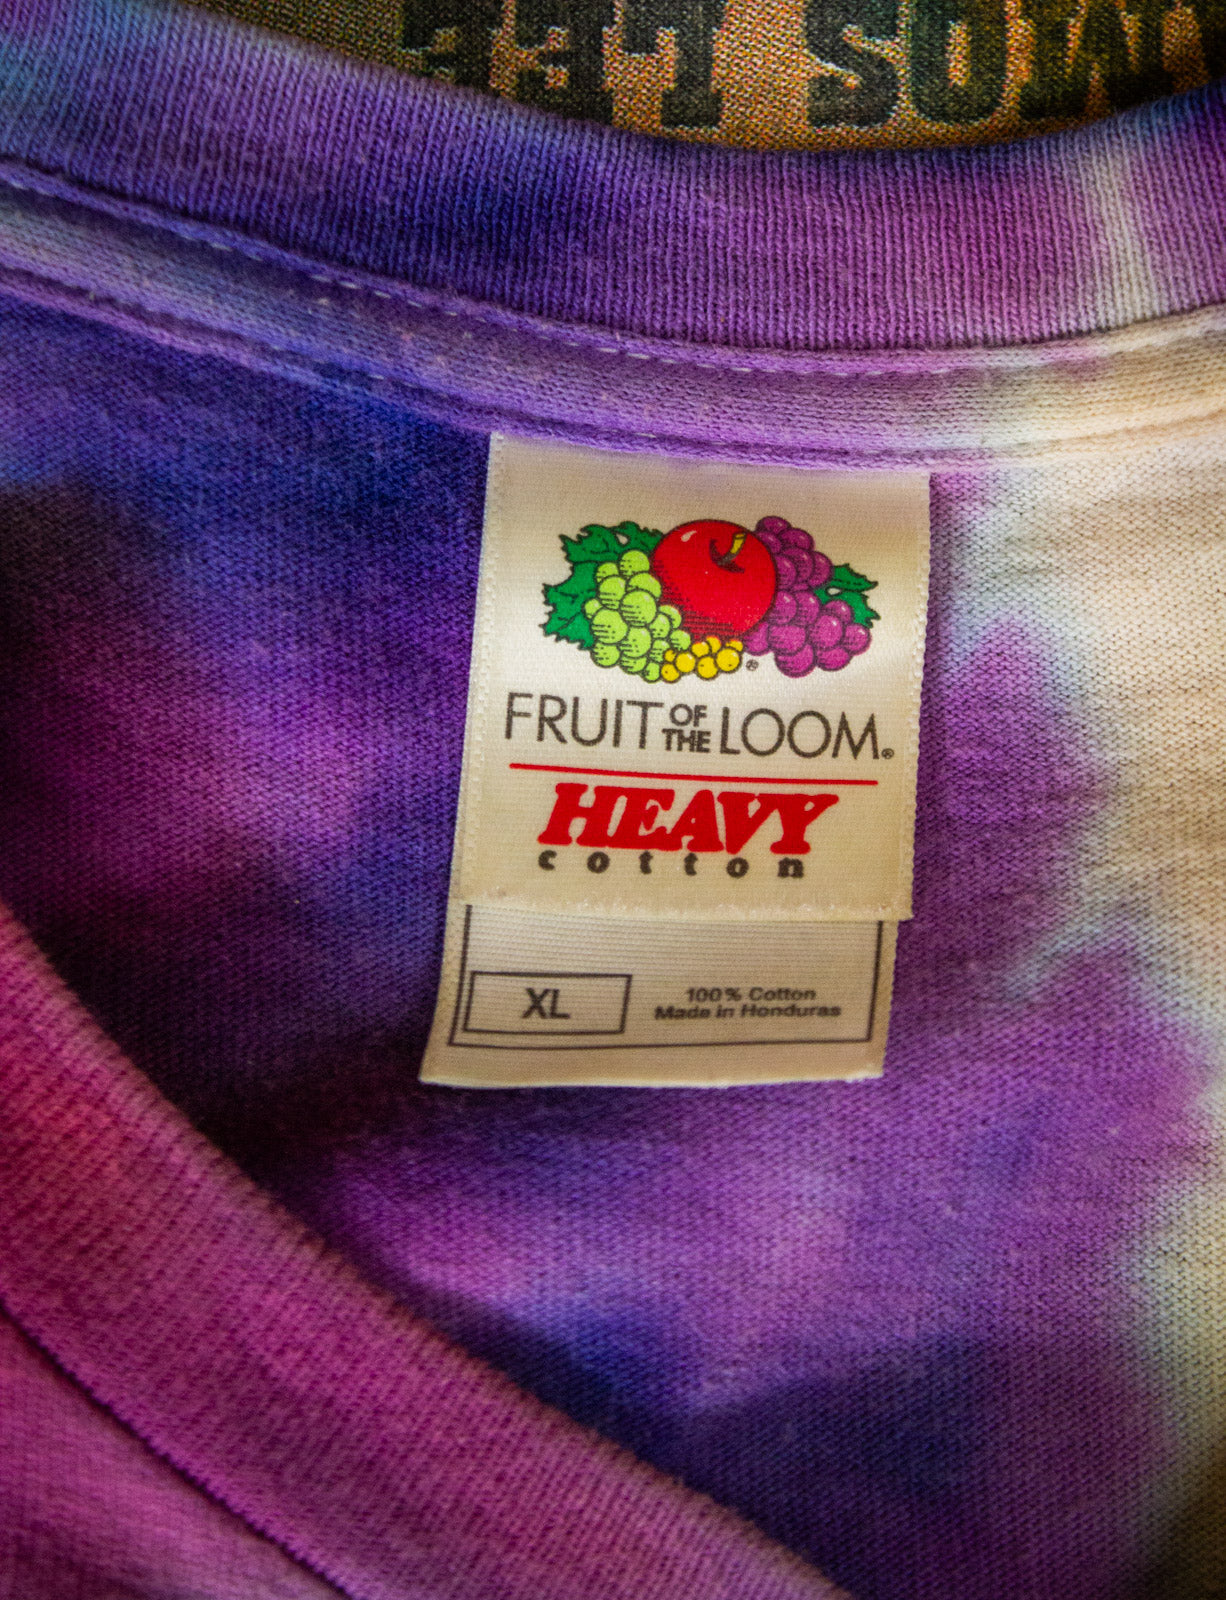 FRUIT OF THE LOOM®
HEAVY
cotton
XL
100% Cotton
Made in Honduras